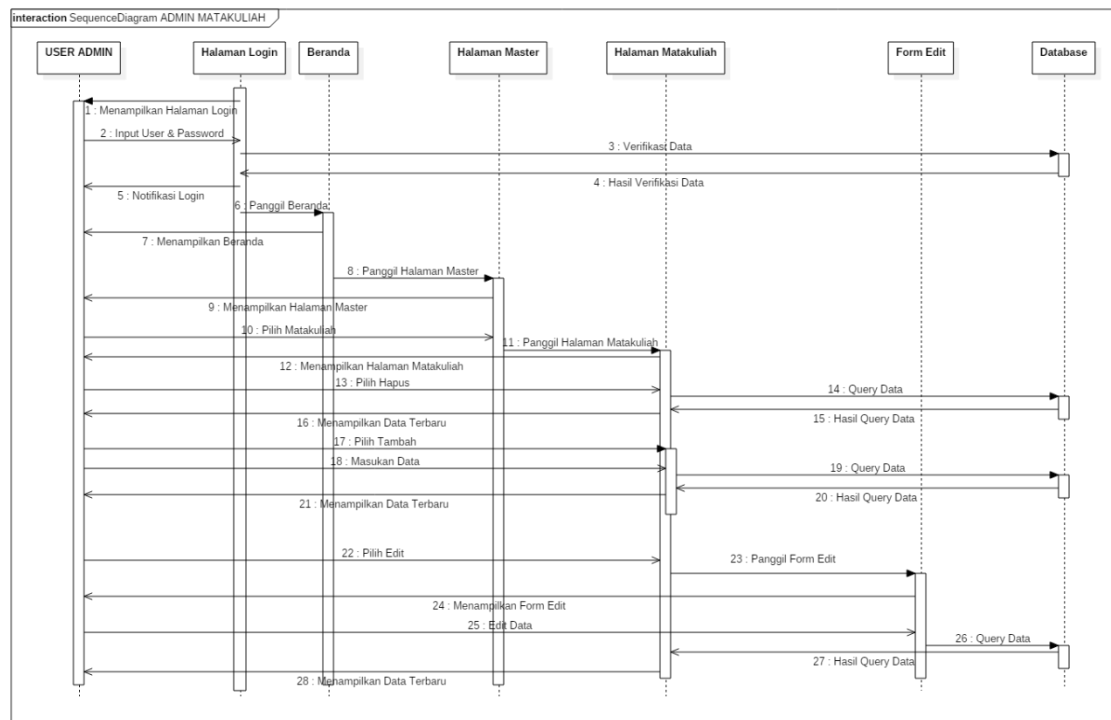 interaction SequenceDiagram ADMIN MATAKULIAH
USER ADMIN
Halaman Login
Beranda
Halaman Master
Halaman Matakuliah
Form Edit
Database
1 : Menampilkan Halaman Login
2 : Input User & Password
3 : Verifikasi Data
4 : Hasil Verifikasi Data
5 : Notifikasi Login
6 : Panggil Beranda
7 : Menampilkan Beranda
8 : Panggil Halaman Master
9 : Menampilkan Halaman Master
10 : Pilih Matakuliah
11 : Panggil Halaman Matakuliah
12 : Menampilkan Halaman Matakuliah
13 : Pilih Hapus
14 : Query Data
15 : Hasil Query Data
16 : Menampilkan Data Terbaru
17 : Pilih Tambah
18 : Masukan Data
19 : Query Data
20 : Hasil Query Data
21 : Menampilkan Data Terbaru
22 : Pilih Edit
23 : Panggil Form Edit
24 : Menampilkan Form Edit
25 : Edit Data
26 : Query Data
27 : Hasil Query Data
28 : Menampilkan Data Terbaru